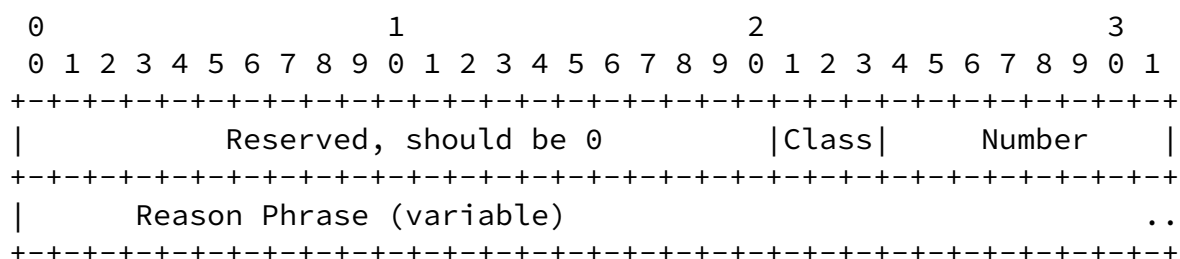 0                   1                   2                   3
 0 1 2 3 4 5 6 7 8 9 0 1 2 3 4 5 6 7 8 9 0 1 2 3 4 5 6 7 8 9 0 1
+-+-+-+-+-+-+-+-+-+-+-+-+-+-+-+-+-+-+-+-+-+-+-+-+-+-+-+-+-+-+-+-+
|           Reserved, should be 0         |Class|     Number    |
+-+-+-+-+-+-+-+-+-+-+-+-+-+-+-+-+-+-+-+-+-+-+-+-+-+-+-+-+-+-+-+-+
|      Reason Phrase (variable)                                ..
+-+-+-+-+-+-+-+-+-+-+-+-+-+-+-+-+-+-+-+-+-+-+-+-+-+-+-+-+-+-+-+-+